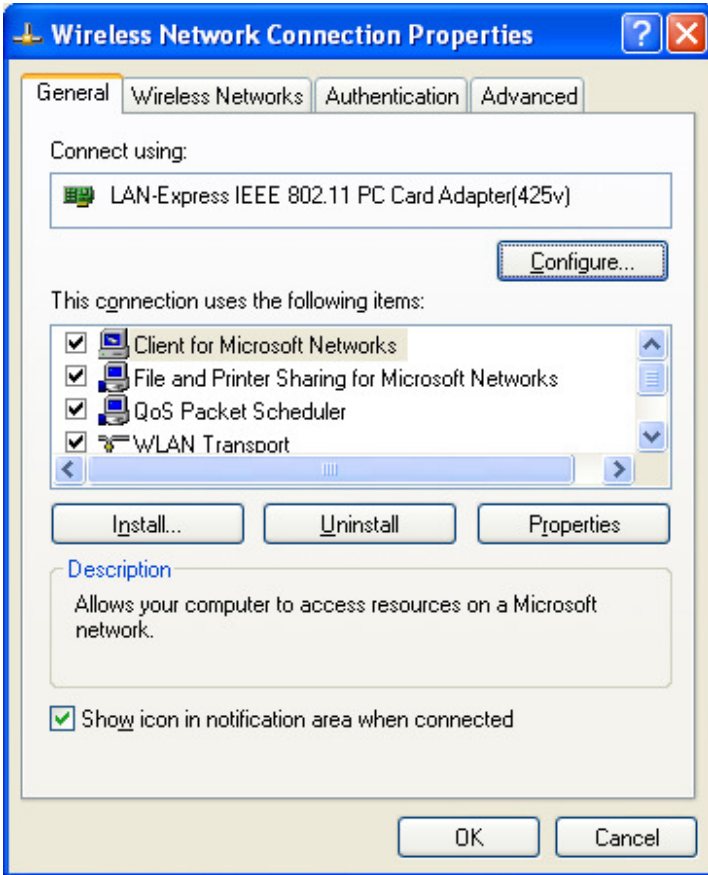 Wireless Network Connection Properties
General Wireless Networks Authentication Advanced
Connect using:
LAN-Express IEEE 802.11 PC Card Adapter(425v)
Configure...
This connection uses the following items:
Client for Microsoft Networks
File and Printer Sharing for Microsoft Networks
QoS Packet Scheduler
WLAN Transport
Install... Uninstall Properties
Description
Allows your computer to access resources on a Microsoft
network.
Show icon in notification area when connected
OK Cancel